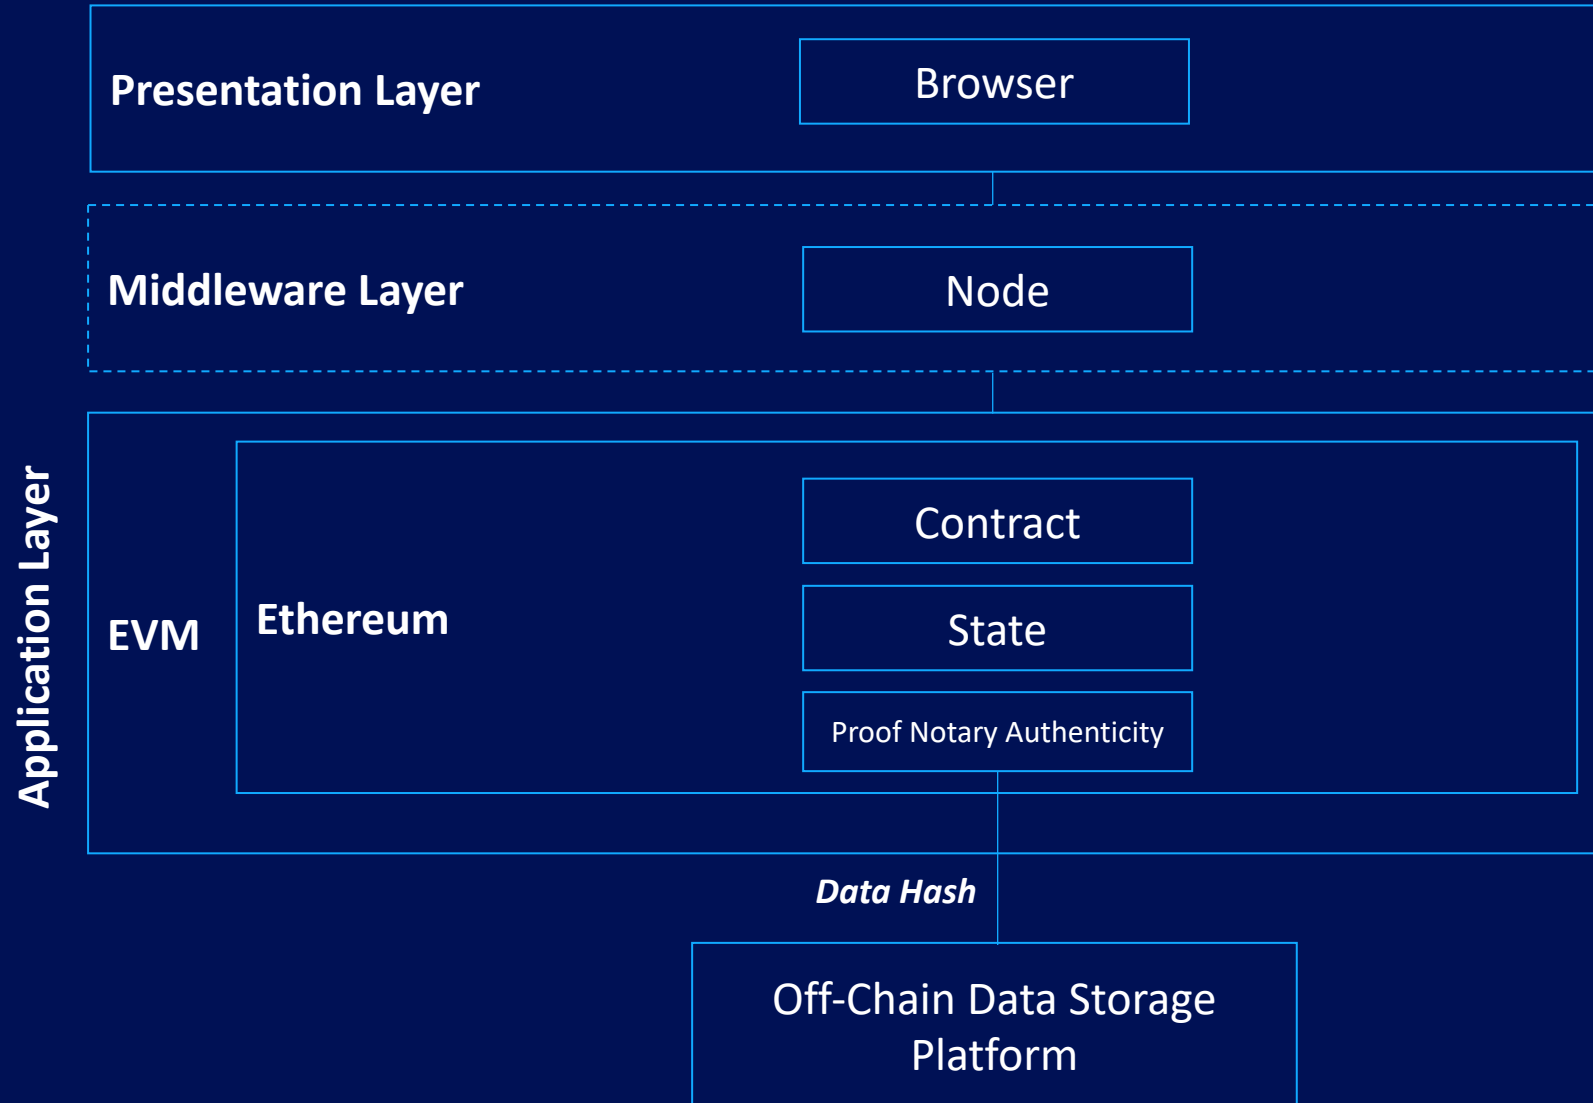 Presentation Layer
Browser
Middleware Layer
Node
Application Layer
EVM
Ethereum
Contract
State
Proof Notary Authenticity
Data Hash
Off-Chain Data Storage
Platform